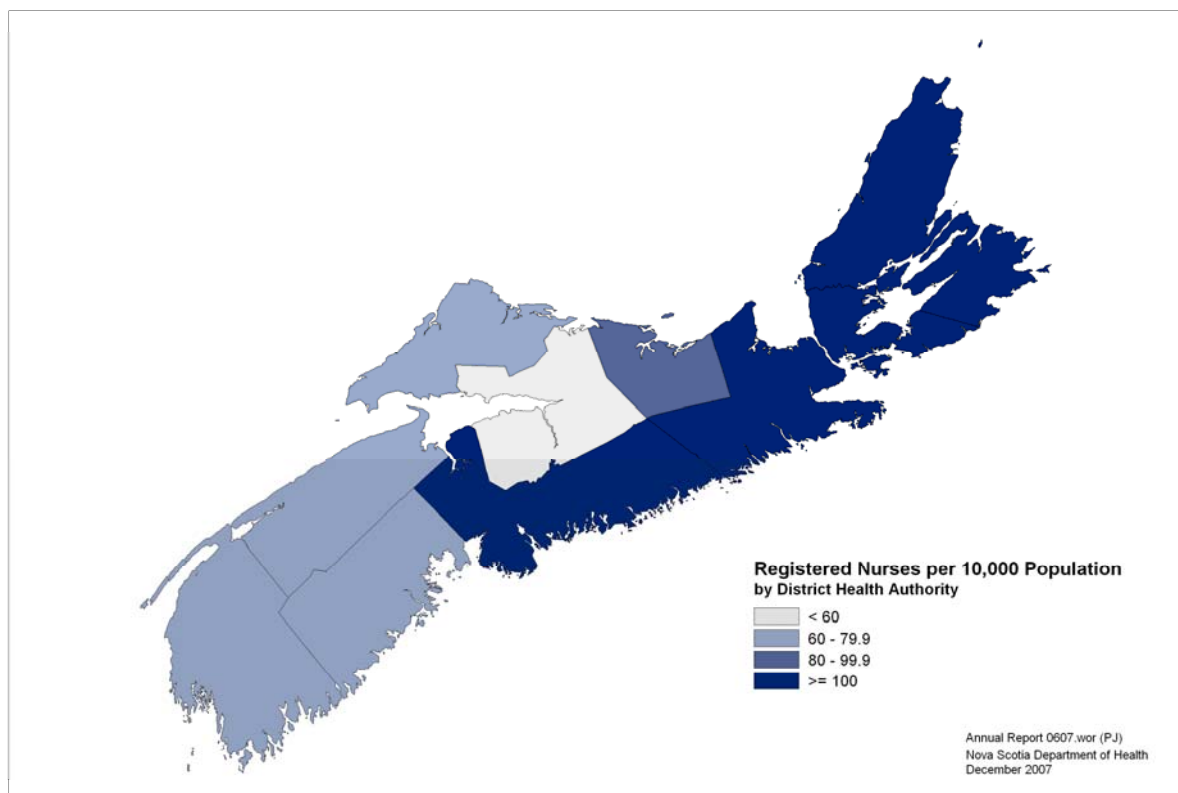 Registered Nurses per 10,000 Population
by District Health Authority
< 60
60 - 79.9
80 - 99.9
>= 100
Annual Report 0607.wor (PJ)
Nova Scotia Department of Health
December 2007